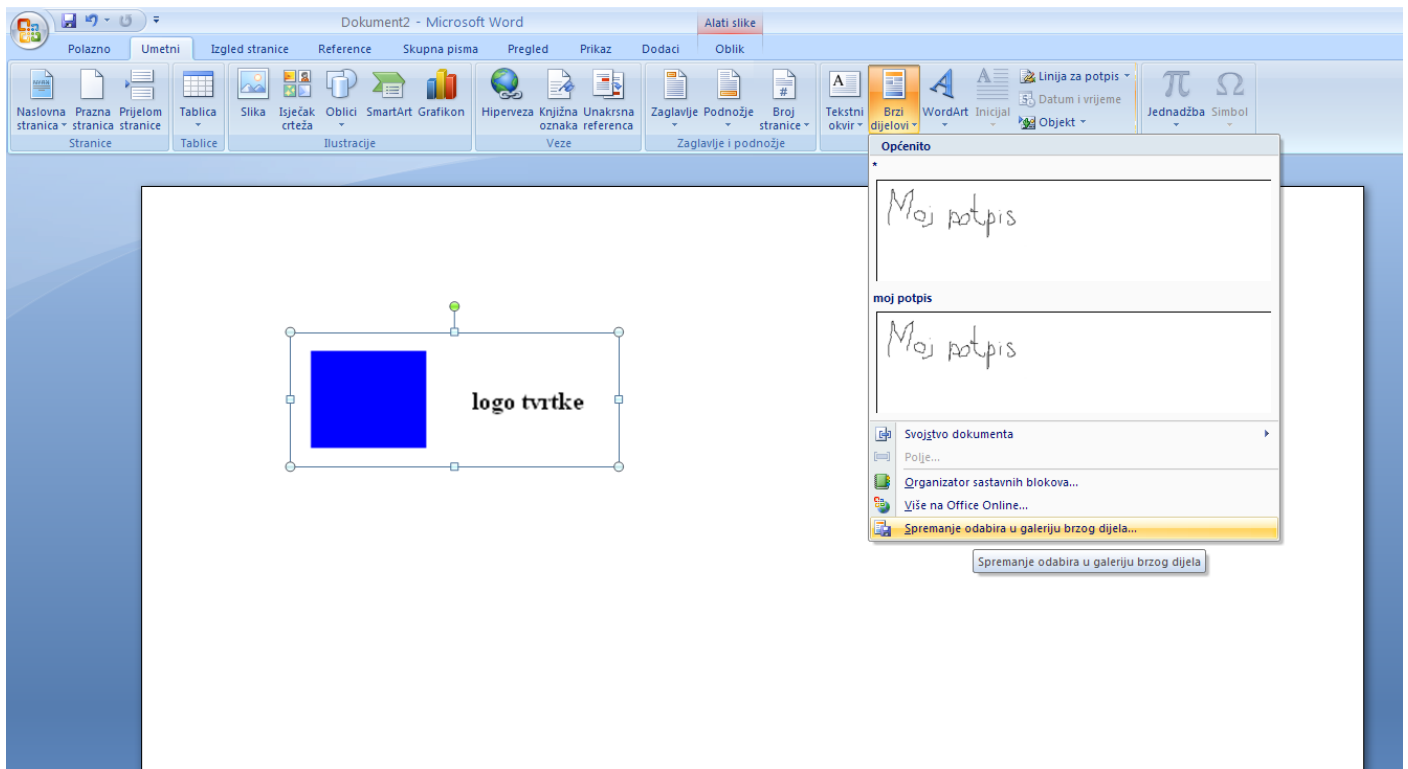 Dokument2 - Microsoft Word
Alati slike
Polazno Umetni Izgled stranice Reference Skupna pisma Pregled Prikaz Dodaci Oblik
Naslovna stranica
Prazna stranica
Prijelom stranice
Stranice
Tablica
Tablice
Slika
Isječak crteža
Oblici
SmartArt
Grafikon
Ilustracije
Hiperveza
Knjižna oznaka
Unakrsna referenca
Veze
Zaglavlje
Podnožje
Broj stranice
Zaglavlje i podnožje
A
Tekstni okvir
Brzi dijelovi
A
WordArt
A
Inicijal
Linija za potpis
Datum i vrijeme
Objekt
π
Jednadžba
Ω
Simbol
Općenito
*
Moj potpis
moj potpis
Moj potpis
Svojstvo dokumenta
Polje...
Organizator sastavnih blokova...
Više na Office Online...
Spremanje odabira u galeriju brzog dijela...
Spremanje odabira u galeriju brzog dijela
logo tvrtke